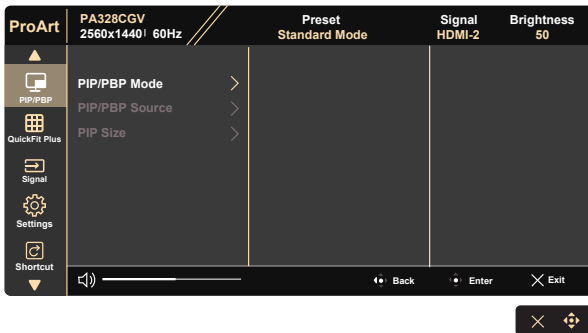 ProArt
PA328CGV
2560x1440 60Hz
Preset
Standard Mode
Signal
HDMI-2
Brightness
50
PIP/PBP
QuickFit Plus
Signal
Settings
Shortcut
PIP/PBP Mode
PIP/PBP Source
PIP Size
Back
Enter
Exit